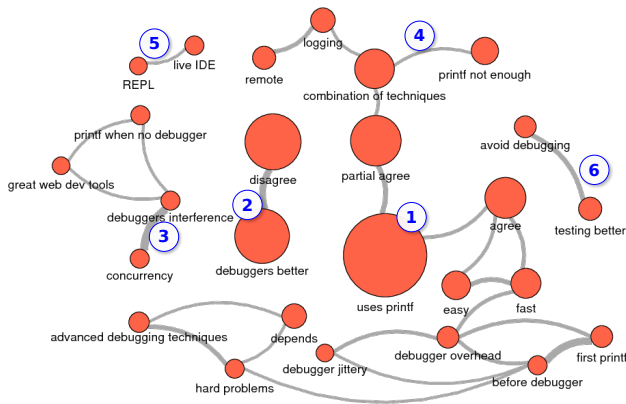 logging
5
4
live IDE
remote
printf not enough
REPL
combination of techniques
printf when no debugger
avoid debugging
disagree
partial agree
6
great web dev tools
2
1
debuggers interference
agree
testing better
3
concurrency
debuggers better
uses printf
easy
fast
advanced debugging techniques
depends
debugger overhead
first printf
debugger jittery
before debugger
hard problems